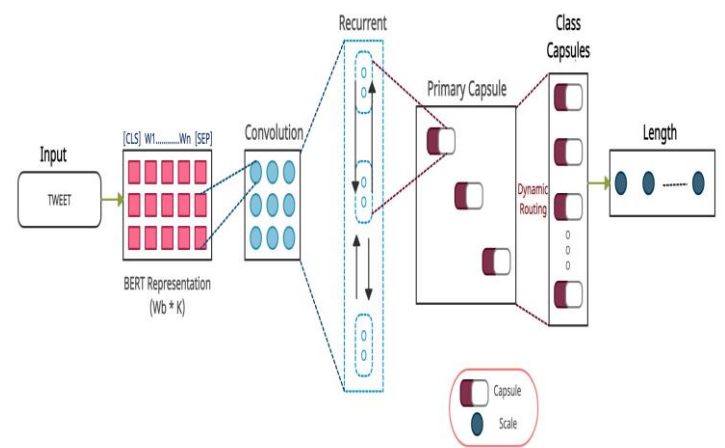 Input
TWEET
[CLS] W1............Wn [SEP]
BERT Representation
(Wb * K)
Convolution
Recurrent
Primary Capsule
Dynamic
Routing
Class
Capsules
Length
Capsule
Scale